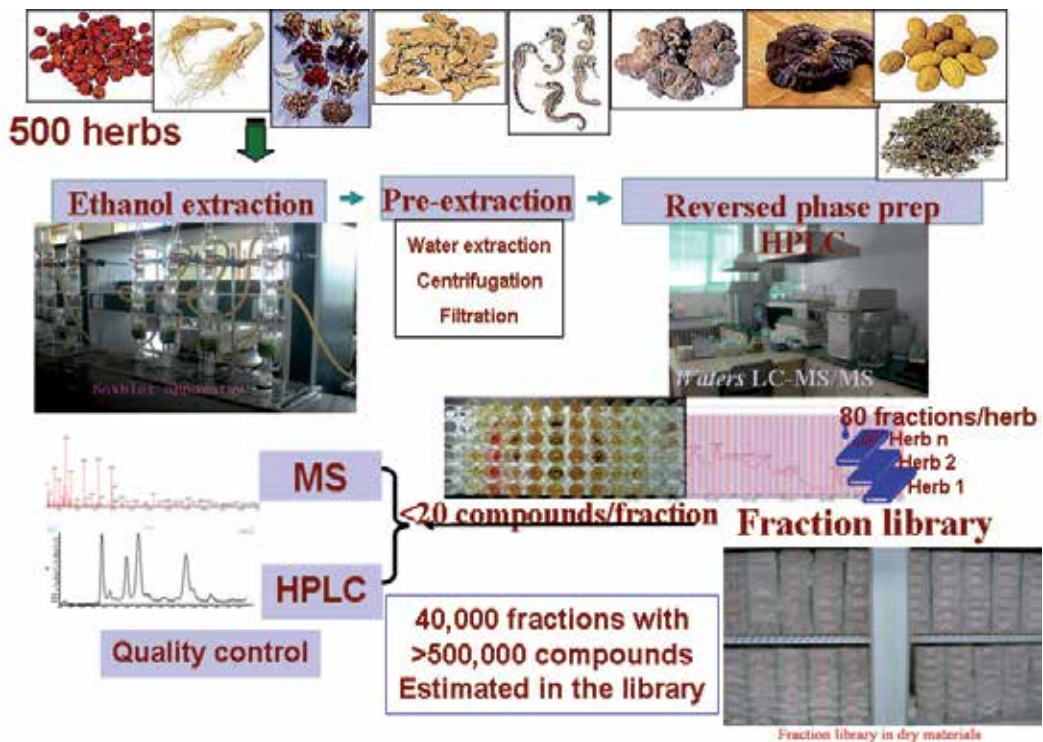 500 herbs
Ethanol extraction
Pre-extraction
Reversed phase prep
HPLC
Water extraction
Centrifugation
Filtration
Soxhlet apparatus
Waters LC-MS/MS
80 fractions/herb
Herb n
Herb 2
Herb 1
MS
<20 compounds/fraction
Fraction library
HPLC
Quality control
40,000 fractions with
>500,000 compounds
Estimated in the library
Fraction library in dry materials